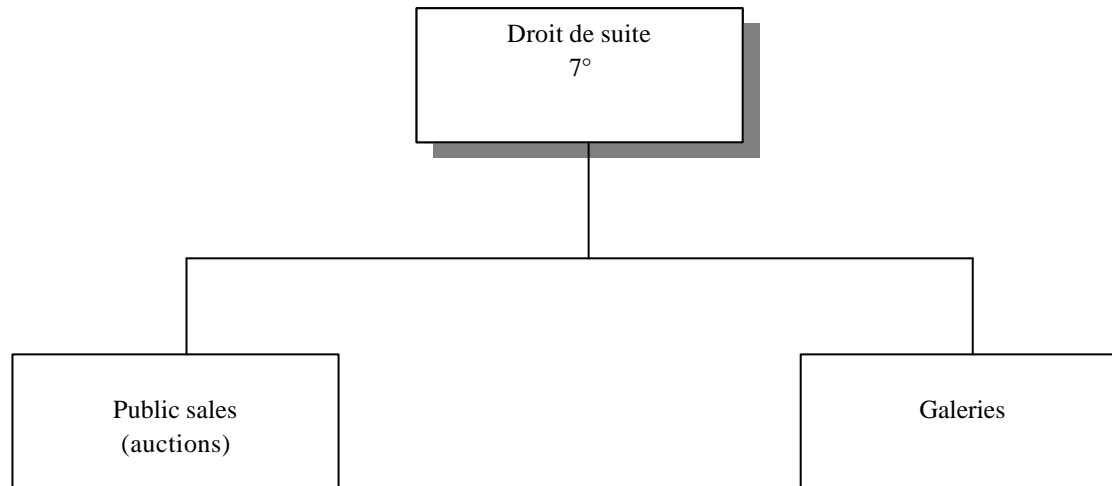 Droit de suite
7°
Public sales
(auctions)
Galeries